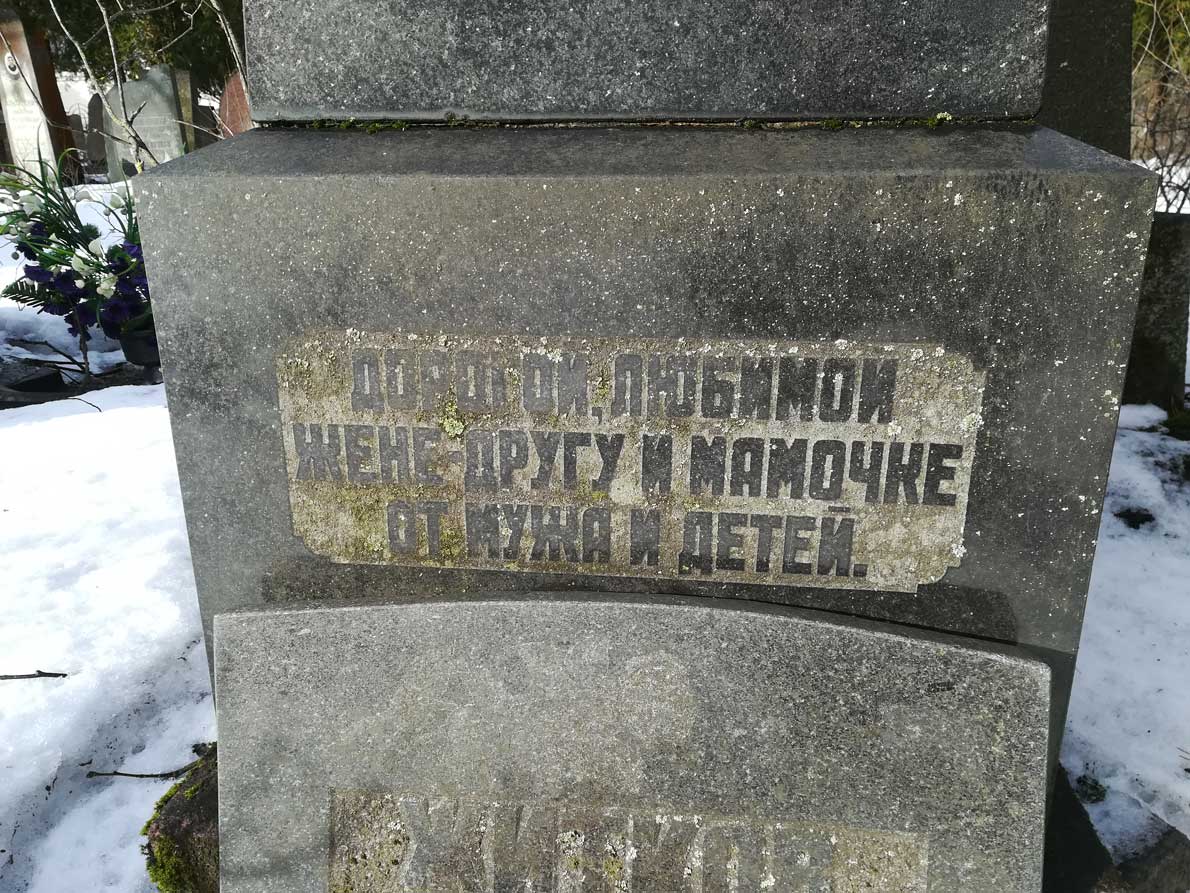 ДОРОГОЙ, ЛЮБИМОЙ
ЖЕНЕ-ДРУГУ И МАМОЧКЕ
ОТ МУЖА И ДЕТЕЙ.